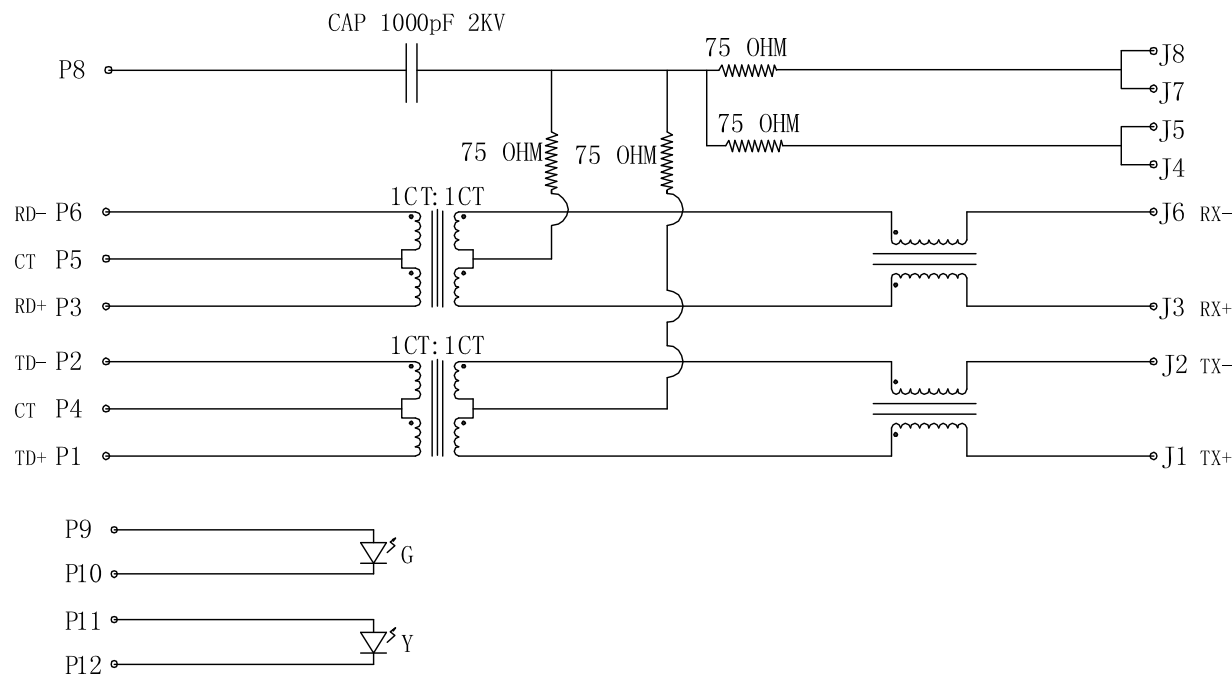 CAP 1000pF 2KV
P8
75 OHM
J8
J7
75 OHM
J5
75 OHM
75 OHM
J4
1CT:1CT
RD- P6
J6 RX-
CT P5
RD+ P3
J3 RX+
1CT:1CT
TD- P2
J2 TX-
CT P4
TD+ P1
J1 TX+
P9
G
P10
P11
Y
P12